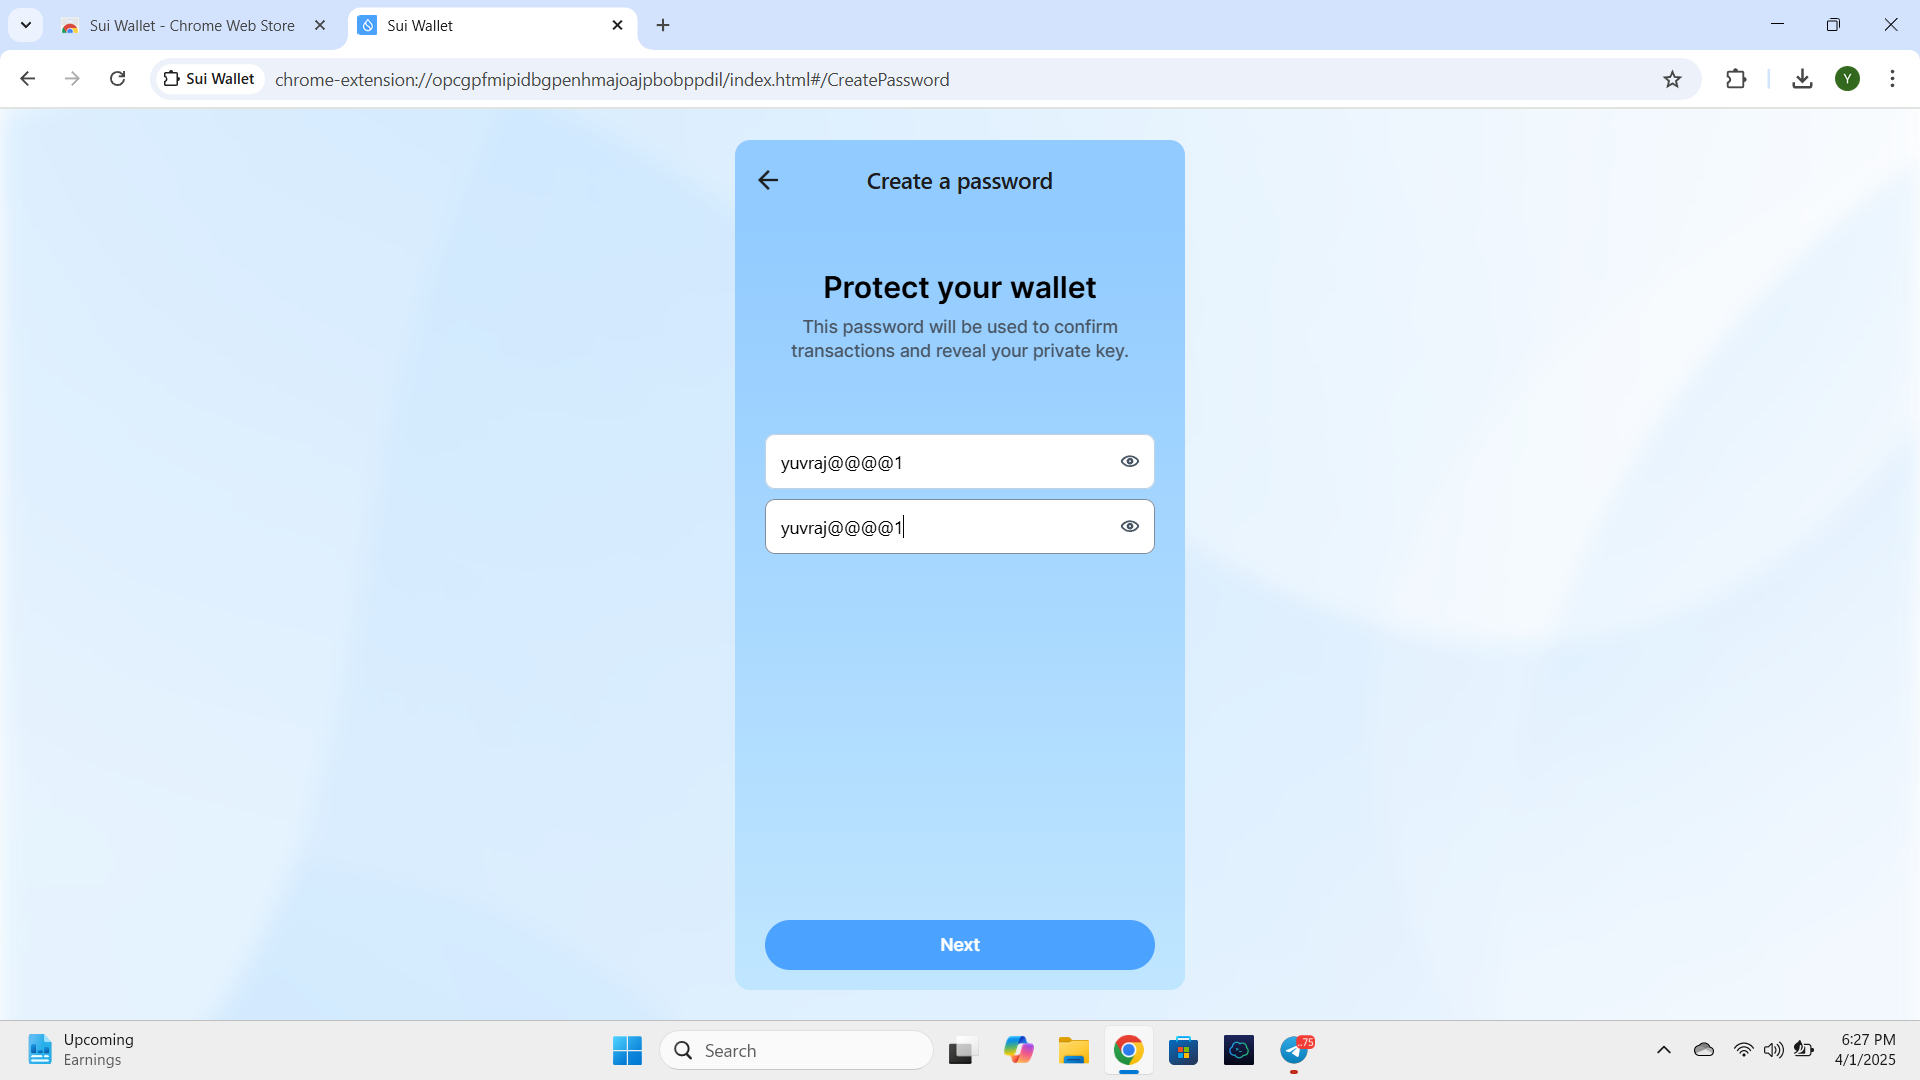 Sui Wallet - Chrome Web Store
Sui Wallet
Sui Wallet
chrome-extension://opcgpfmipidbgpenhmajoajpbobppdil/index.html#/CreatePassword
Y
Create a password
Protect your wallet
This password will be used to confirm
transactions and reveal your private key.
yuvraj@@@@1
yuvraj@@@@1
Next
Upcoming
Earnings
Search
..75
6:27 PM
4/1/2025